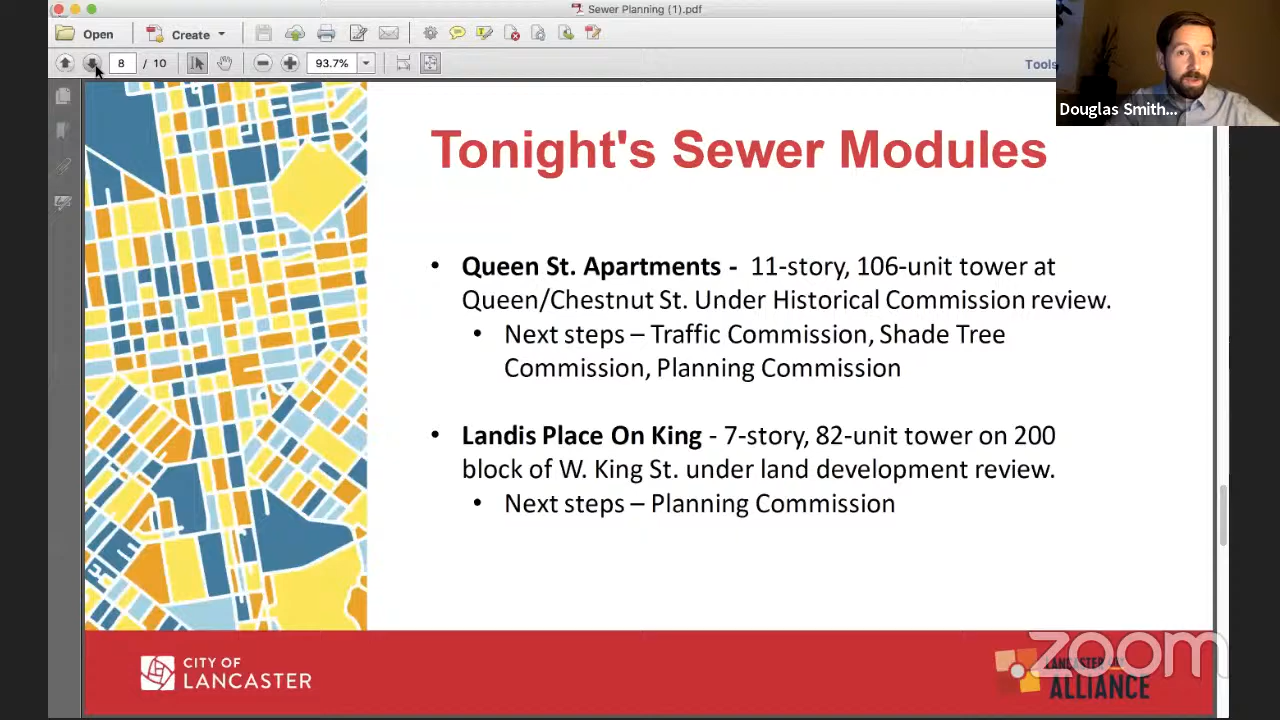 Sewer Planning (1).pdf
Open
Create
8 / 10
93.7%
Tools
Douglas Smith...
Tonight's Sewer Modules
• Queen St. Apartments - 11-story, 106-unit tower at
Queen/Chestnut St. Under Historical Commission review.
• Next steps – Traffic Commission, Shade Tree
Commission, Planning Commission
• Landis Place On King - 7-story, 82-unit tower on 200
block of W. King St. under land development review.
• Next steps – Planning Commission
CITY OF
LANCASTER
zoom
LANCASTER
ALLIANCE